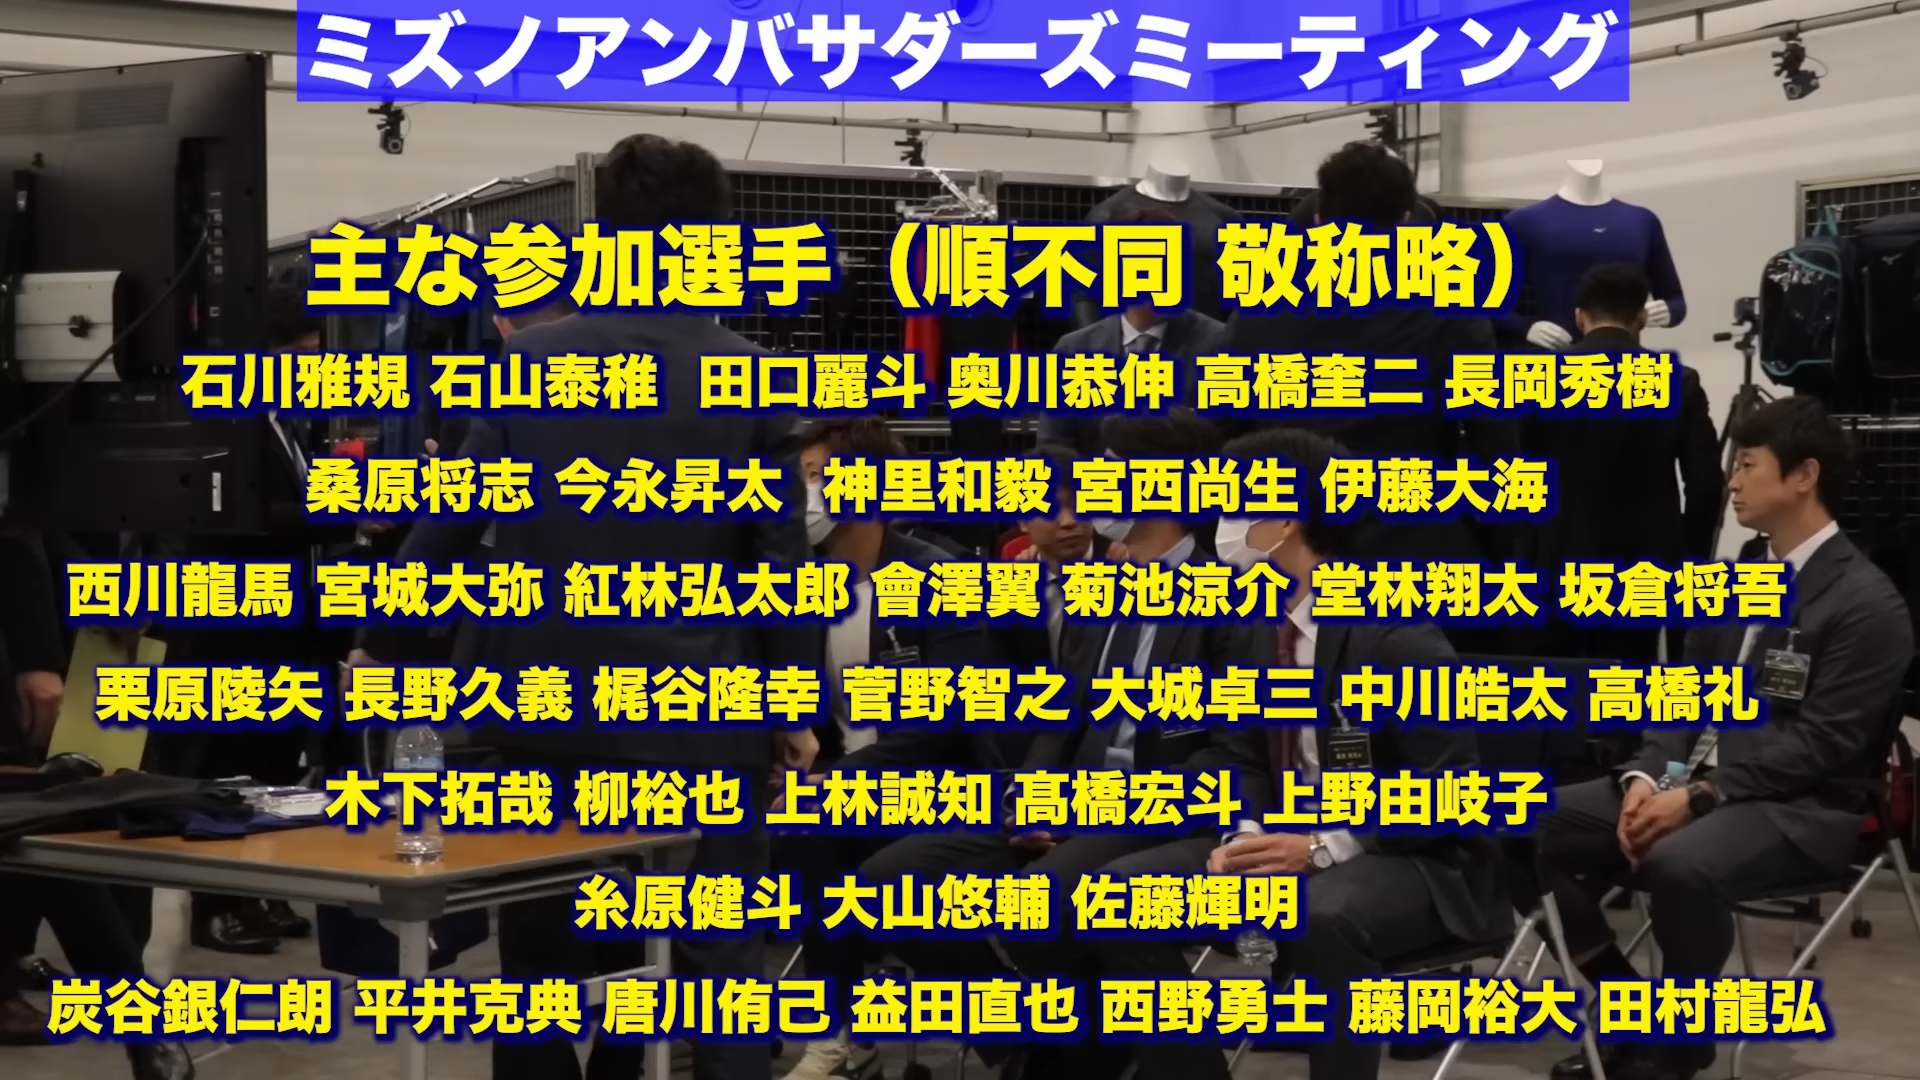 ミズノアンバサダーズミーティング
主な参加選手（順不同 敬称略）
石川雅規 石山泰稚 田口麗斗 奥川恭伸 高橋奎二 長岡秀樹
桑原将志 今永昇太 神里和毅 宮西尚生 伊藤大海
西川龍馬 宮城大弥 紅林弘太郎 會澤翼 菊池涼介 堂林翔太 坂倉将吾
栗原陵矢 長野久義 梶谷隆幸 菅野智之 大城卓三 中川皓太 高橋礼
木下拓哉 柳裕也 上林誠知 髙橋宏斗 上野由岐子
糸原健斗 大山悠輔 佐藤輝明
炭谷銀仁朗 平井克典 唐川侑己 益田直也 西野勇士 藤岡裕大 田村龍弘